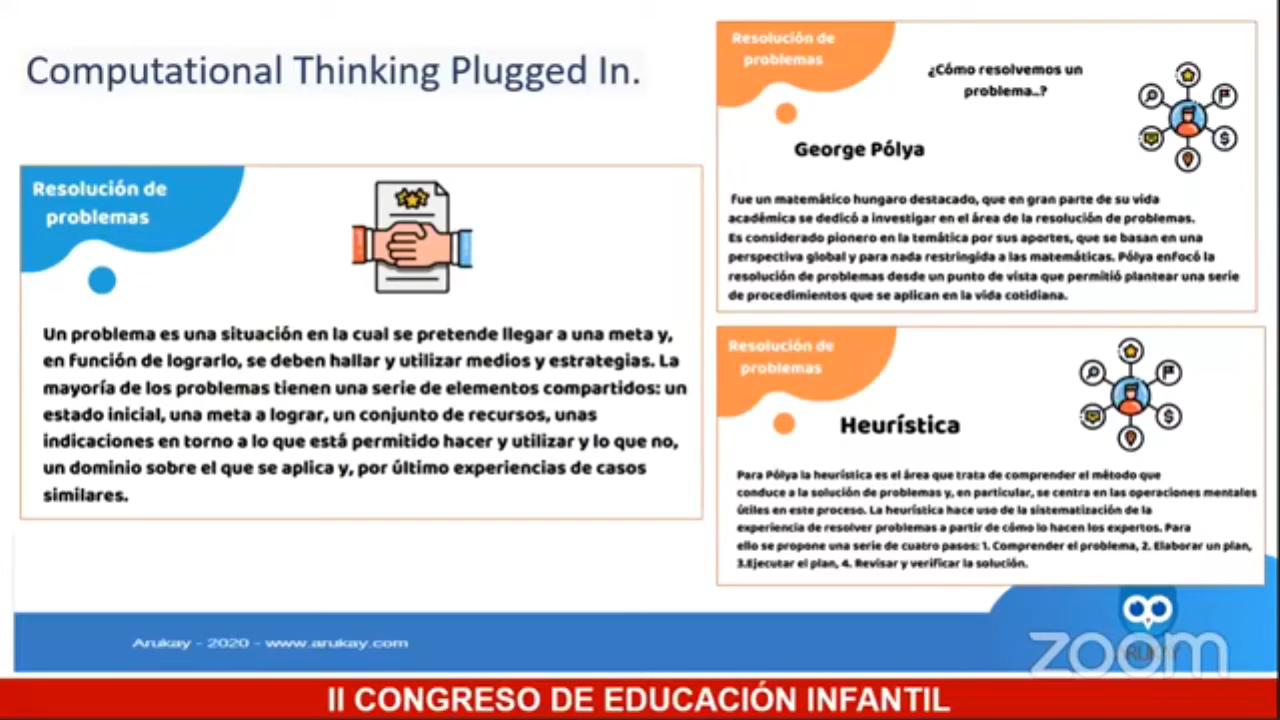 Computational Thinking Plugged In.
Resolución de
problemas
Un problema es una situación en la cual se pretende llegar a una meta y,
en función de lograrlo, se deben hallar y utilizar medios y estrategias. La
mayoría de los problemas tienen una serie de elementos compartidos: un
estado inicial, una meta a lograr, un conjunto de recursos, unas
indicaciones en torno a lo que está permitido hacer y utilizar y lo que no,
un dominio sobre el que se aplica y, por último experiencias de casos
similares.
Resolución de
problemas
¿Cómo resolvemos un
problema..?
George Pólya
fue un matemático hungaro destacado, que en gran parte de su vida
académica se dedicó a investigar en el área de la resolución de problemas.
Es considerado pionero en la temática por sus aportes, que se basan en una
perspectiva global y para nada restringida a las matemáticas. Pólya enfocó la
resolución de problemas desde un punto de vista que permitió plantear una serie
de procedimientos que se aplican en la vida cotidiana.
Resolución de
problemas
Heurística
Para Pólya la heurística es el área que trata de comprender el método que
conduce a la solución de problemas y, en particular, se centra en las operaciones mentales
útiles en este proceso. La heurística hace uso de la sistematización de la
experiencia de resolver problemas a partir de cómo lo hacen los expertos. Para
ello se propone una serie de cuatro pasos: 1. Comprender el problema, 2. Elaborar un plan,
3.Ejecutar el plan, 4. Revisar y verificar la solución.
Arukay - 2020 - www.arukay.com
zoom
II CONGRESO DE EDUCACIÓN INFANTIL